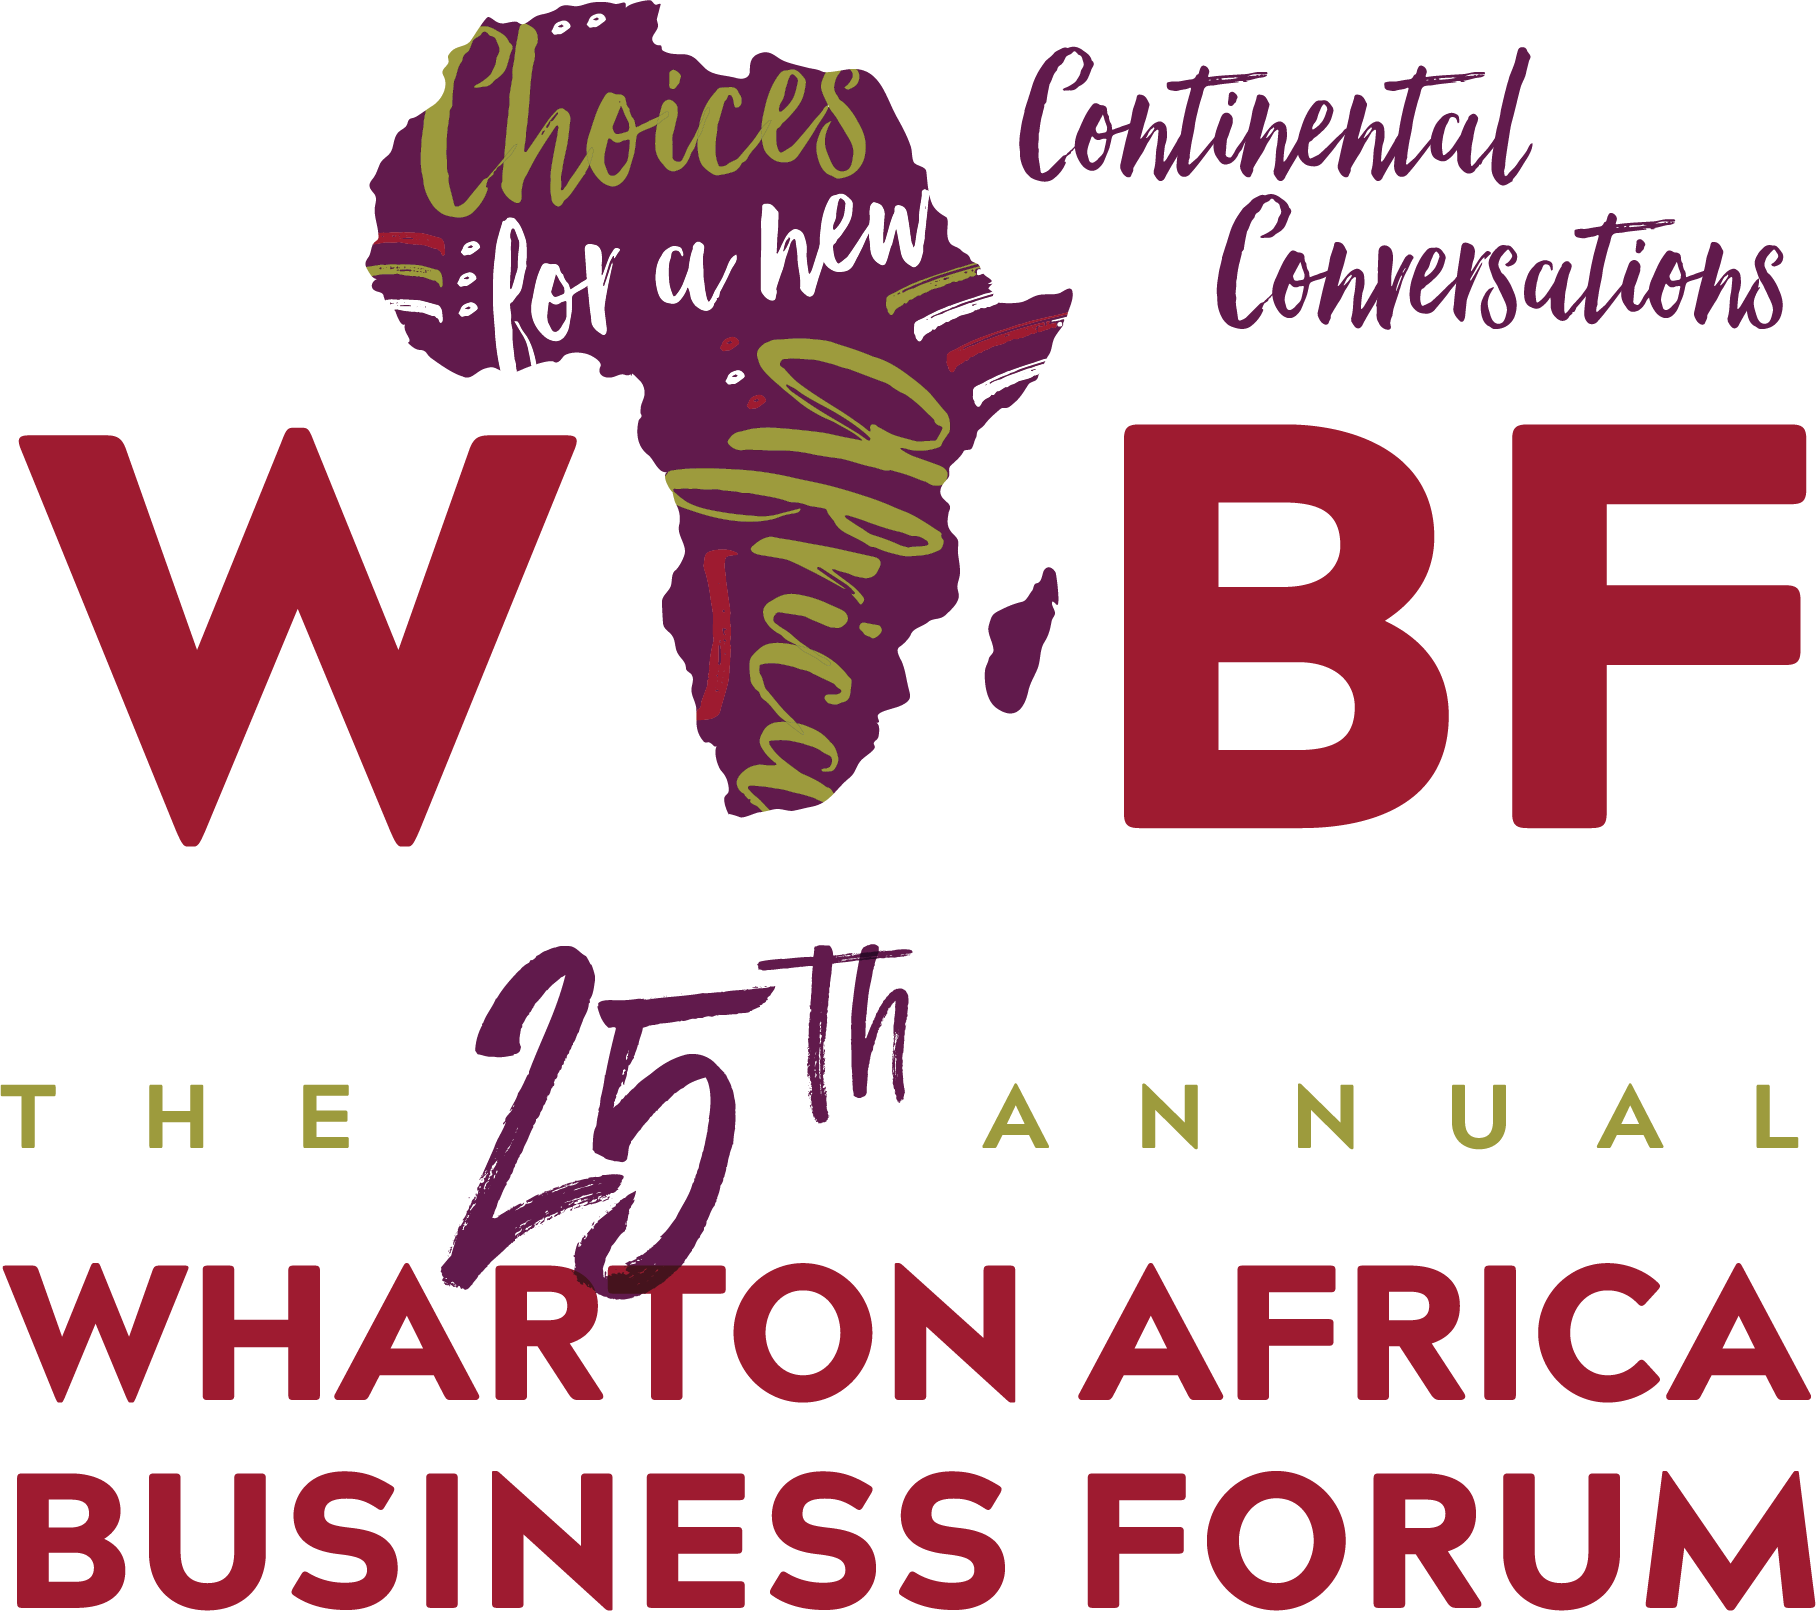 Choices
for a new
Africa
Continental
Conversations
W BF
THE 25th ANNUAL
WHARTON AFRICA
BUSINESS FORUM